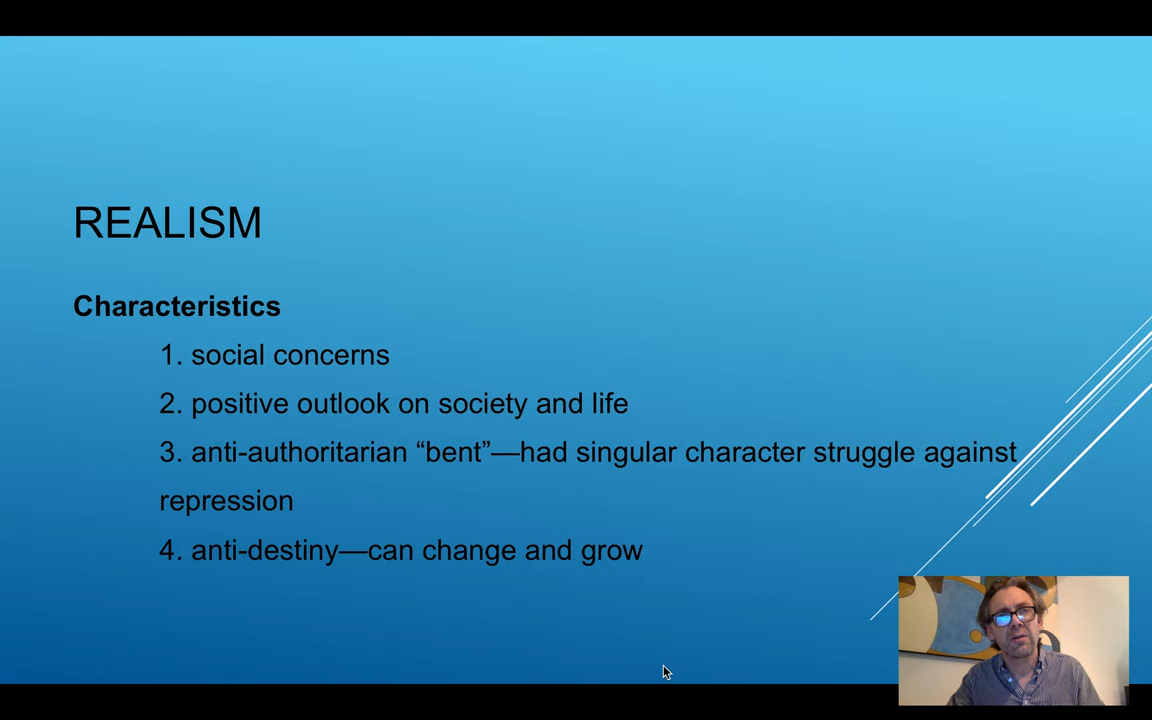 REALISM
Characteristics
1. social concerns
2. positive outlook on society and life
3. anti-authoritarian “bent”—had singular character struggle against
repression
4. anti-destiny—can change and grow